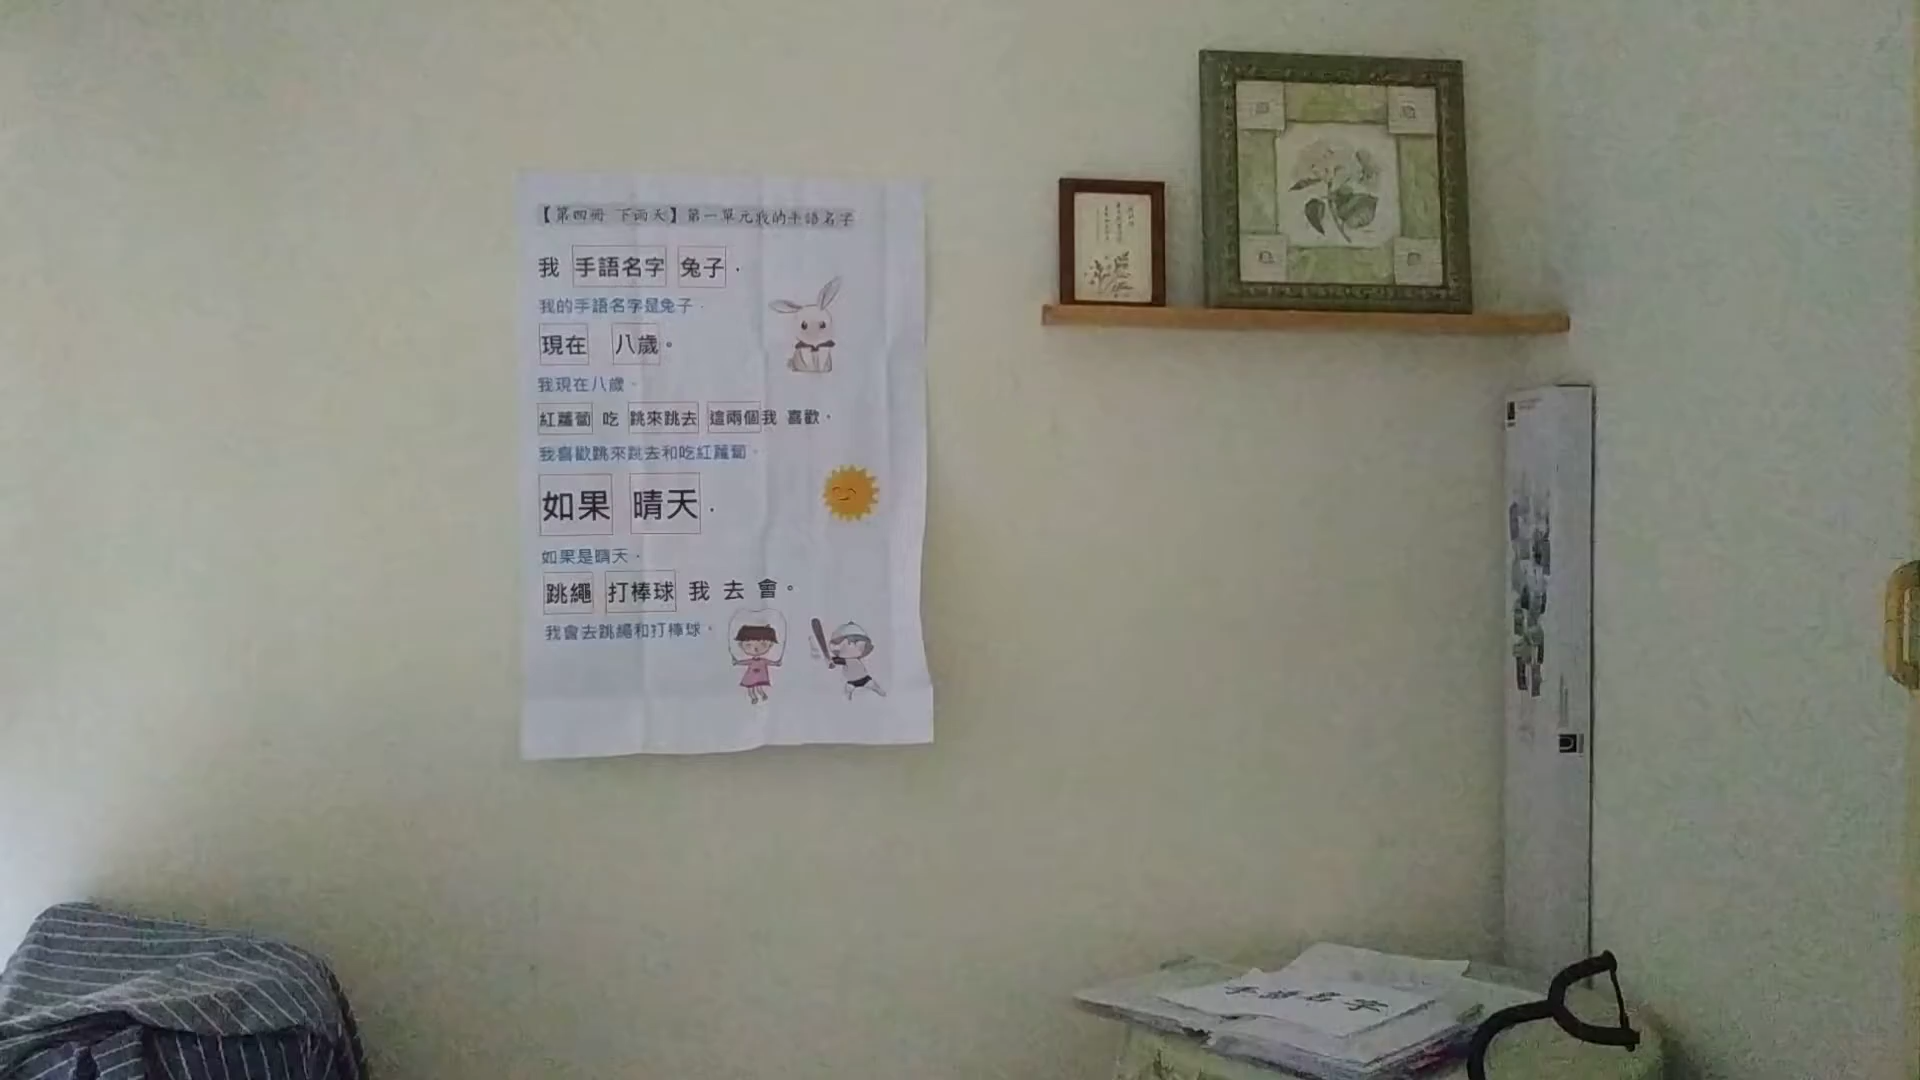 【第四冊 下雨天】第一單元我的手語名字
我 手語名字 兔子．
我的手語名字是兔子．
現在 八歲。
我現在八歲。
紅蘿蔔 吃 跳來跳去 這兩個我 喜歡．
我喜歡跳來跳去和吃紅蘿蔔。
如果 晴天．
如果是晴天．
跳繩 打棒球 我 去 會。
我會去跳繩和打棒球．
手語名字